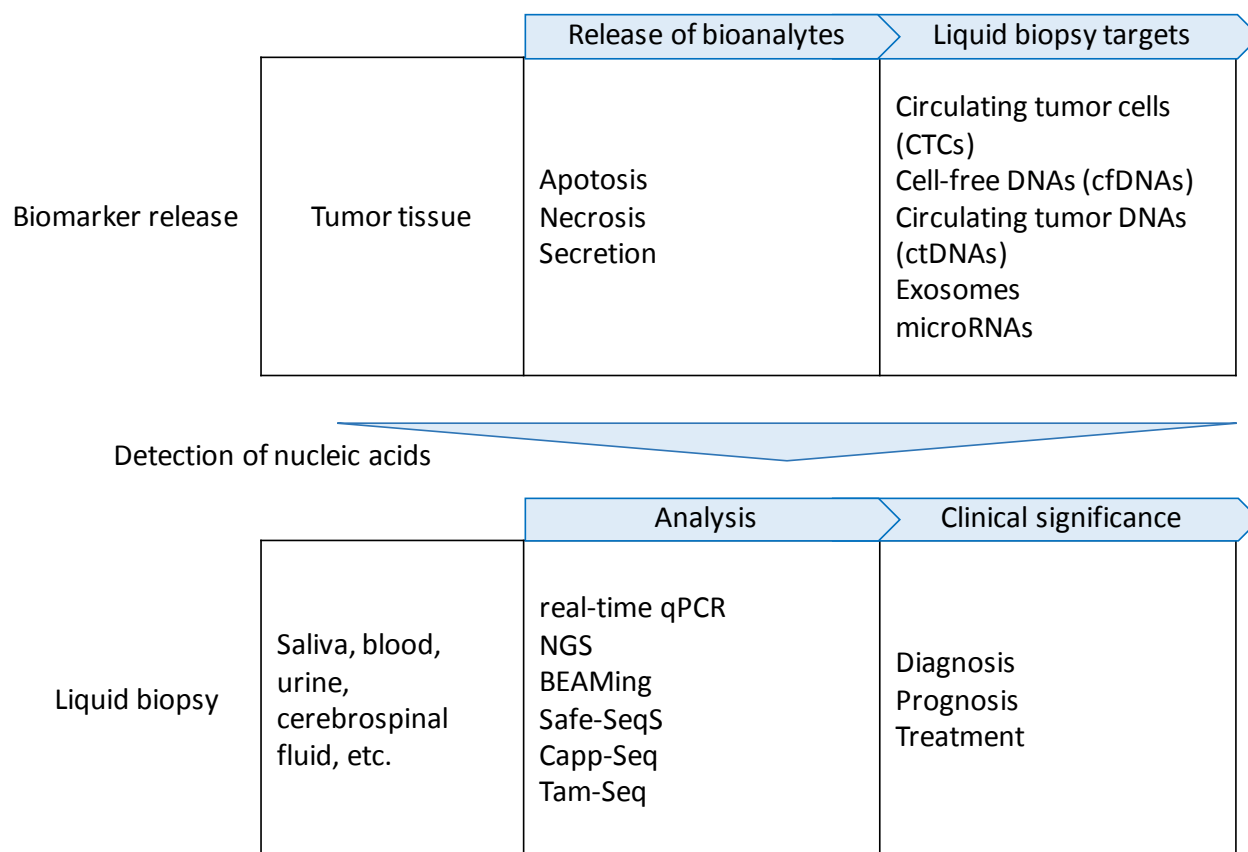 Release of bioanalytes
Liquid biopsy targets
Biomarker release
Tumor tissue
Apotosis
Necrosis
Secretion
Circulating tumor cells
(CTCs)
Cell-free DNAs (cfDNAs)
Circulating tumor DNAs
(ctDNAs)
Exosomes
microRNAs
Detection of nucleic acids
Analysis
Clinical significance
Liquid biopsy
Saliva, blood,
urine,
cerebrospinal
fluid, etc.
real-time qPCR
NGS
BEAMing
Safe-SeqS
Capp-Seq
Tam-Seq
Diagnosis
Prognosis
Treatment